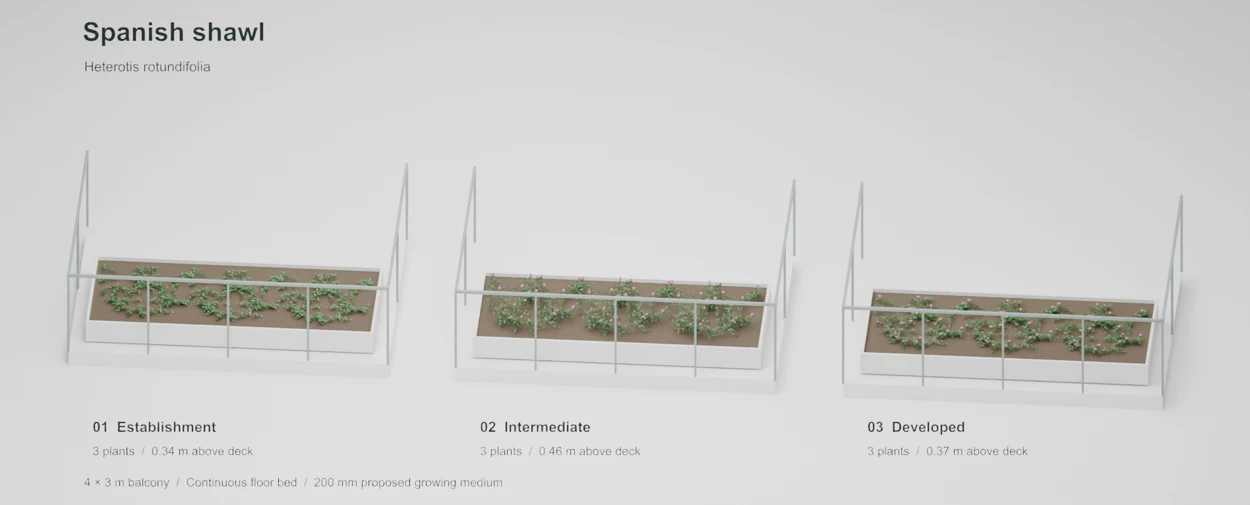 Spanish shawl
Heterotis rotundifolia
01 Establishment
3 plants / 0.34 m above deck
02 Intermediate
3 plants / 0.46 m above deck
03 Developed
3 plants / 0.37 m above deck
4 × 3 m balcony / Continuous floor bed / 200 mm proposed growing medium